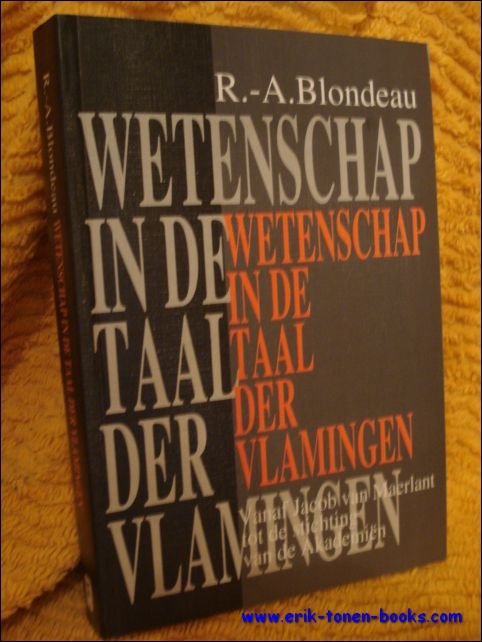 R.-A. Blondeau WETENSCHAP IN DE TAAL DER VLAMINGEN
R.-A.Blondeau
WETENSCHAP
IN DE
TAAL
DER
VLAMINGEN
WETENSCHAP
IN DE
TAAL
DER
VLAMINGEN
Vanaf Jacob van Maerlant
tot de stichting
van de Akademiën
www.erik-tonen-books.com